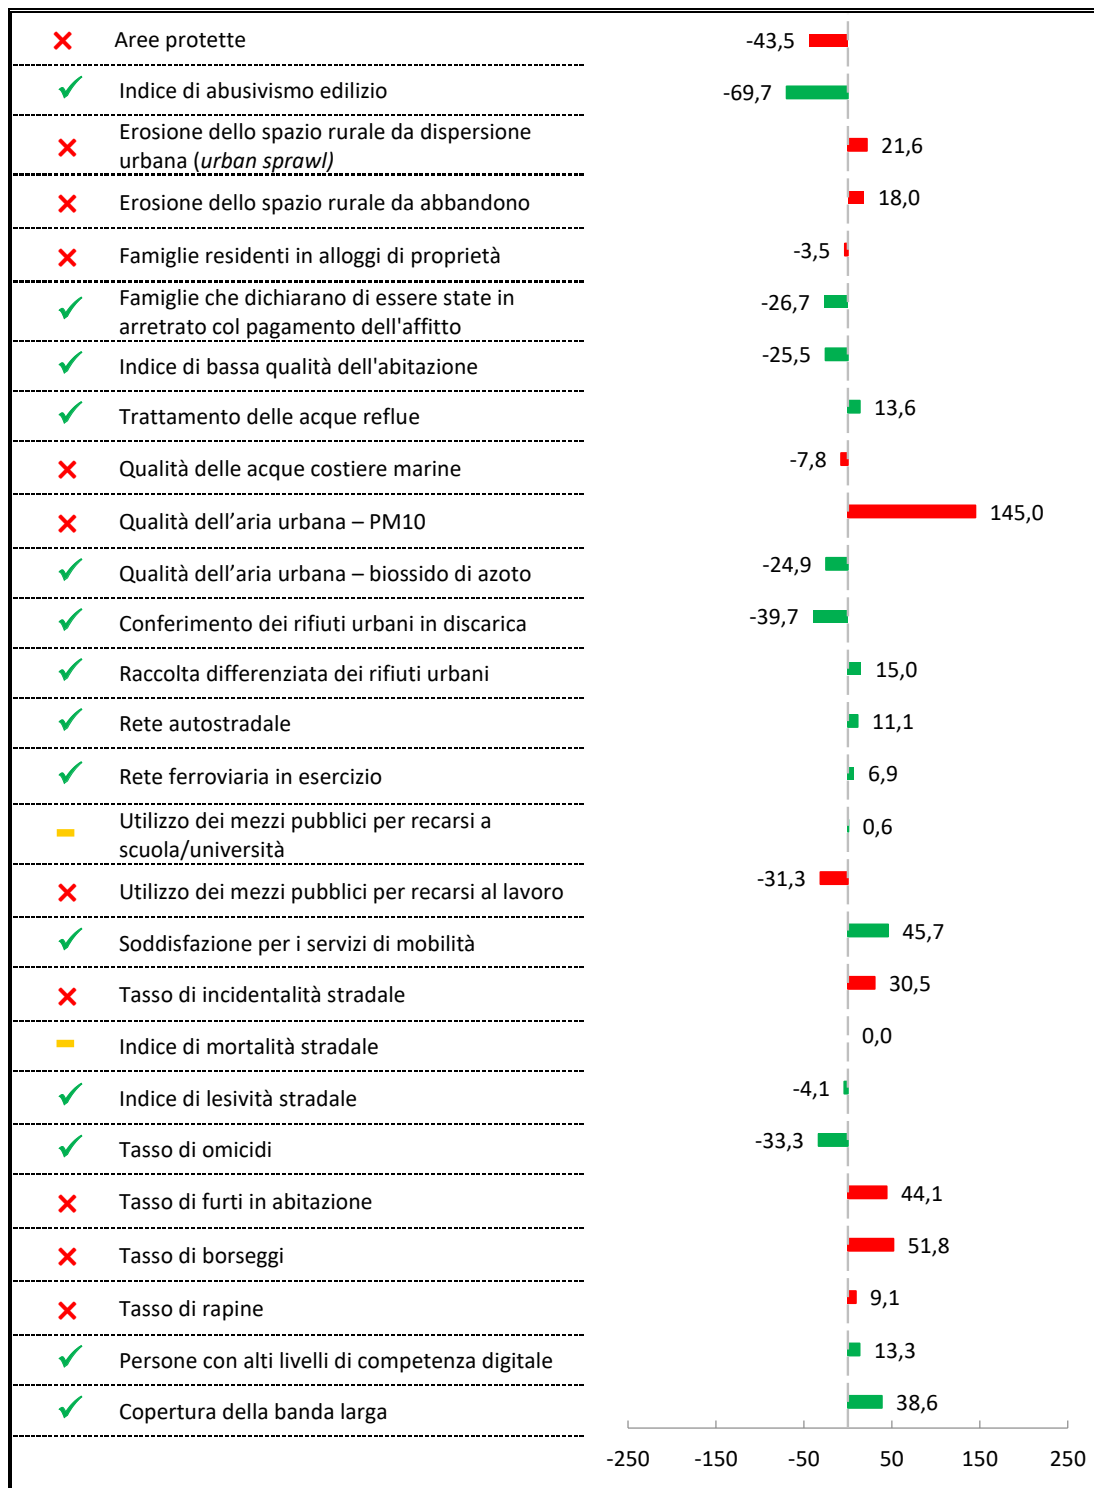 Aree protette -43,5
Indice di abusivismo edilizio -69,7
Erosione dello spazio rurale da dispersione
urbana (urban sprawl) 21,6
Erosione dello spazio rurale da abbandono 18,0
Famiglie residenti in alloggi di proprietà -3,5
Famiglie che dichiarano di essere state in
arretrato col pagamento dell'affitto -26,7
Indice di bassa qualità dell'abitazione -25,5
Trattamento delle acque reflue 13,6
Qualità delle acque costiere marine -7,8
Qualità dell’aria urbana – PM10 145,0
Qualità dell’aria urbana – biossido di azoto -24,9
Conferimento dei rifiuti urbani in discarica -39,7
Raccolta differenziata dei rifiuti urbani 15,0
Rete autostradale 11,1
Rete ferroviaria in esercizio 6,9
Utilizzo dei mezzi pubblici per recarsi a
scuola/università 0,6
Utilizzo dei mezzi pubblici per recarsi al lavoro -31,3
Soddisfazione per i servizi di mobilità 45,7
Tasso di incidentalità stradale 30,5
Indice di mortalità stradale 0,0
Indice di lesività stradale -4,1
Tasso di omicidi -33,3
Tasso di furti in abitazione 44,1
Tasso di borseggi 51,8
Tasso di rapine 9,1
Persone con alti livelli di competenza digitale 13,3
Copertura della banda larga 38,6
-250 -150 -50 50 150 250